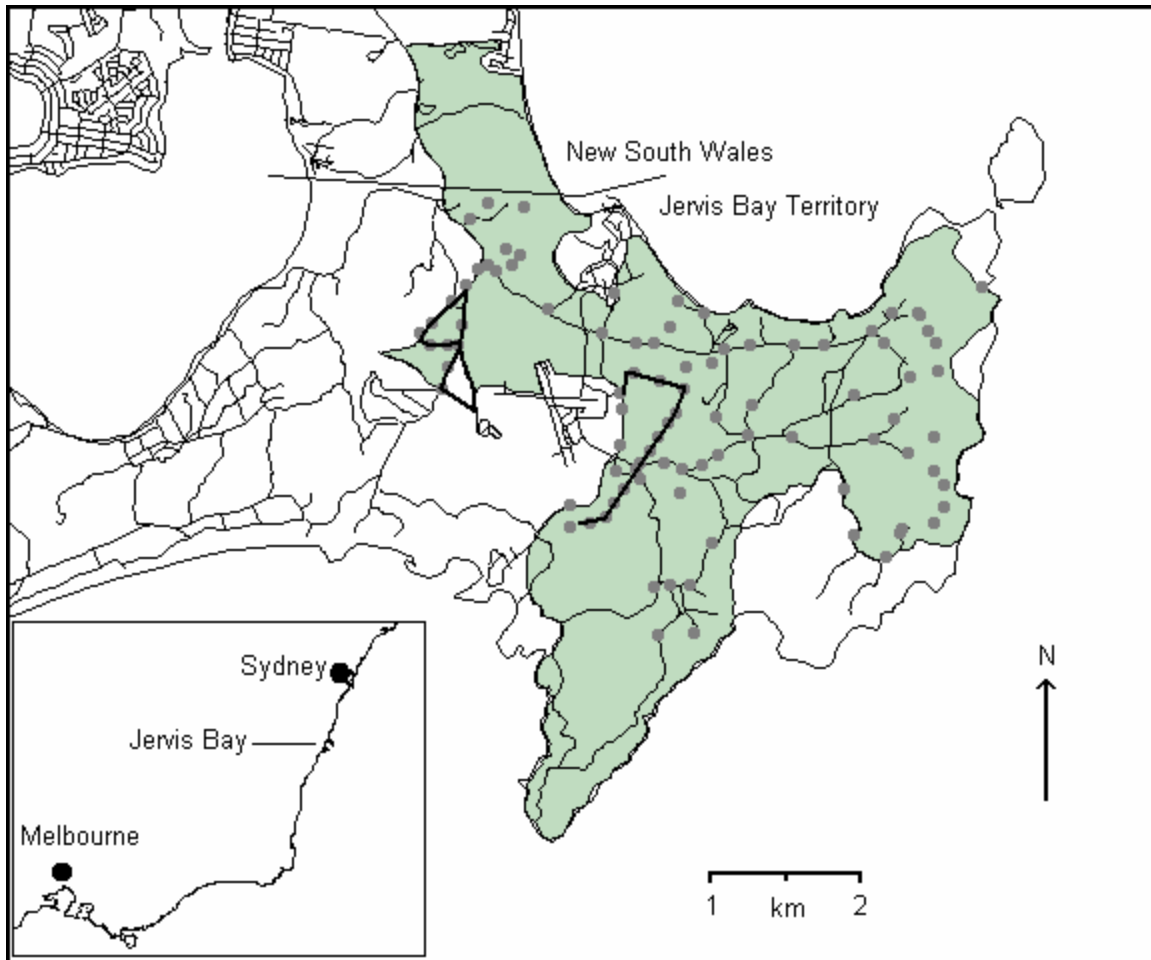 New South Wales
Jervis Bay Territory
Sydney
Jervis Bay
Melbourne
N
1 km 2